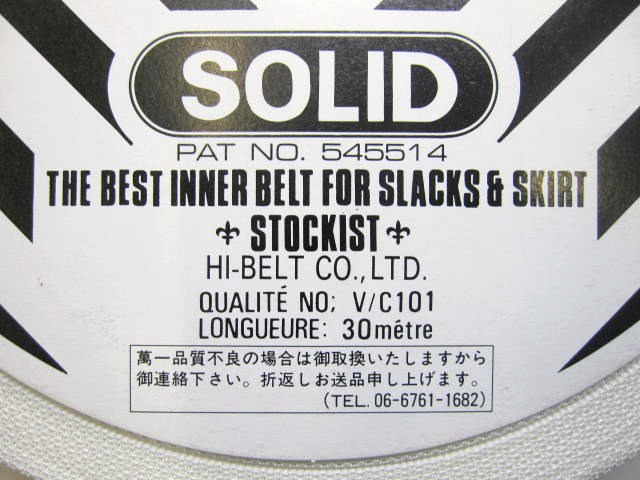 SOLID
PAT NO. 545514
THE BEST INNER BELT FOR SLACKS & SKIRT
STOCKIST
HI-BELT CO.,LTD.
QUALITÉ NO; V/C101
LONGUEURE: 30métre
萬一品質不良の場合は御取換いたしますから
御連絡下さい。折返しお送品申し上げます。
(TEL. 06-6761-1682)